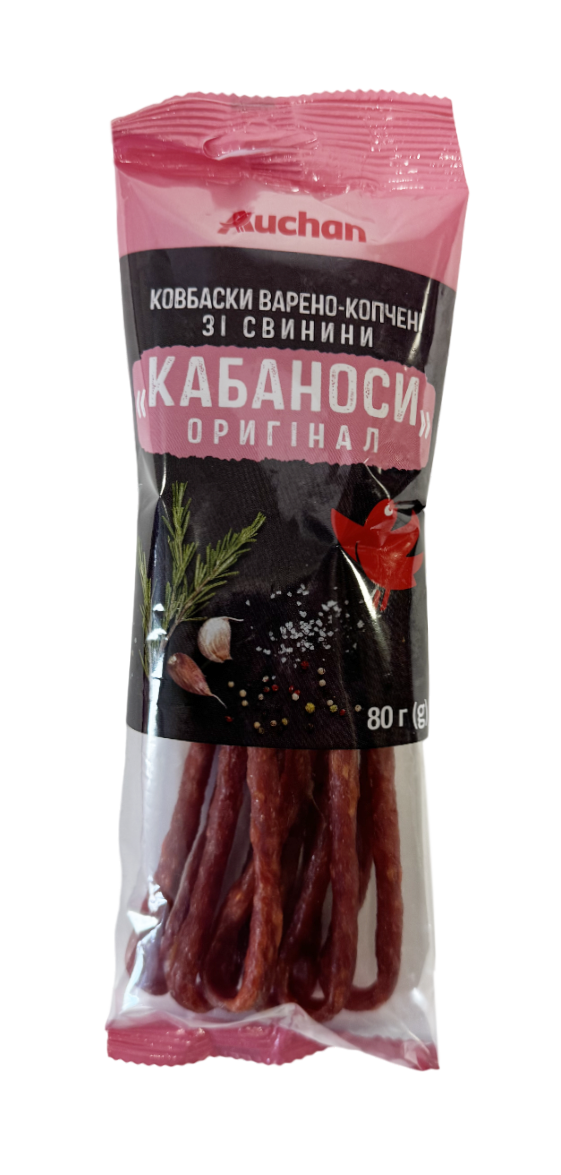 Auchan
КОВБАСКИ ВАРЕНО-КОПЧЕНІ
ЗІ СВИНИНИ
«КАБАНОСИ»
ОРИГІНАЛ
80 г (g)